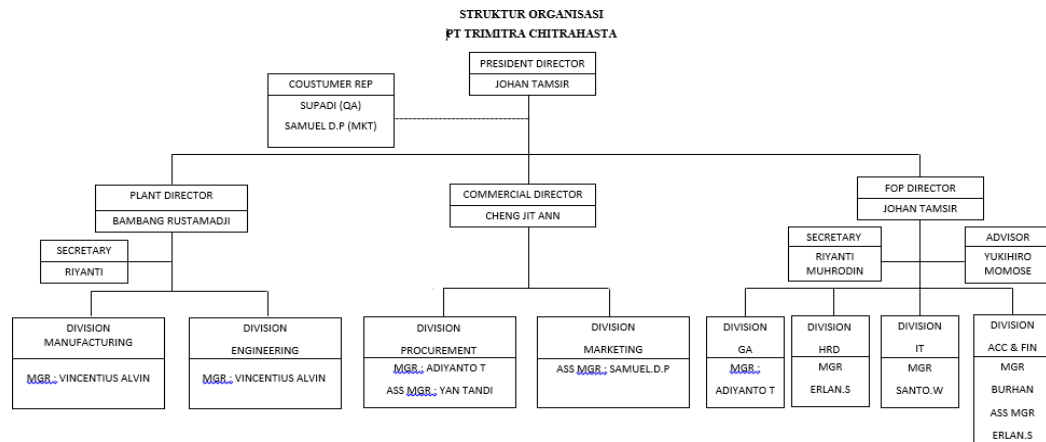 STRUKTUR ORGANISASI
PT TRIMITRA CHITRAHASTA
PRESIDENT DIRECTOR
JOHAN TAMSIR
COUSTUMER REP
SUPADI (QA)
SAMUEL D.P (MKT)
PLANT DIRECTOR
BAMBANG RUSTAMADJI
COMMERCIAL DIRECTOR
CHENG JIT ANN
FOP DIRECTOR
JOHAN TAMSIR
SECRETARY
RIYANTI
SECRETARY
RIYANTI
MUHRODIN
ADVISOR
YUKIHIRO
MOMOSE
DIVISION
MANUFACTURING
MGR : VINCENTIUS ALVIN
DIVISION
ENGINEERING
MGR : VINCENTIUS ALVIN
DIVISION
PROCUREMENT
MGR : ADIYANTO T
ASS MGR : YAN TANDI
DIVISION
MARKETING
ASS MGR : SAMUEL.D.P
DIVISION
GA
MGR :
ADIYANTO T
DIVISION
HRD
MGR
ERLAN.S
DIVISION
IT
MGR
SANTO.W
DIVISION
ACC & FIN
MGR
BURHAN
ASS MGR
ERLAN.S